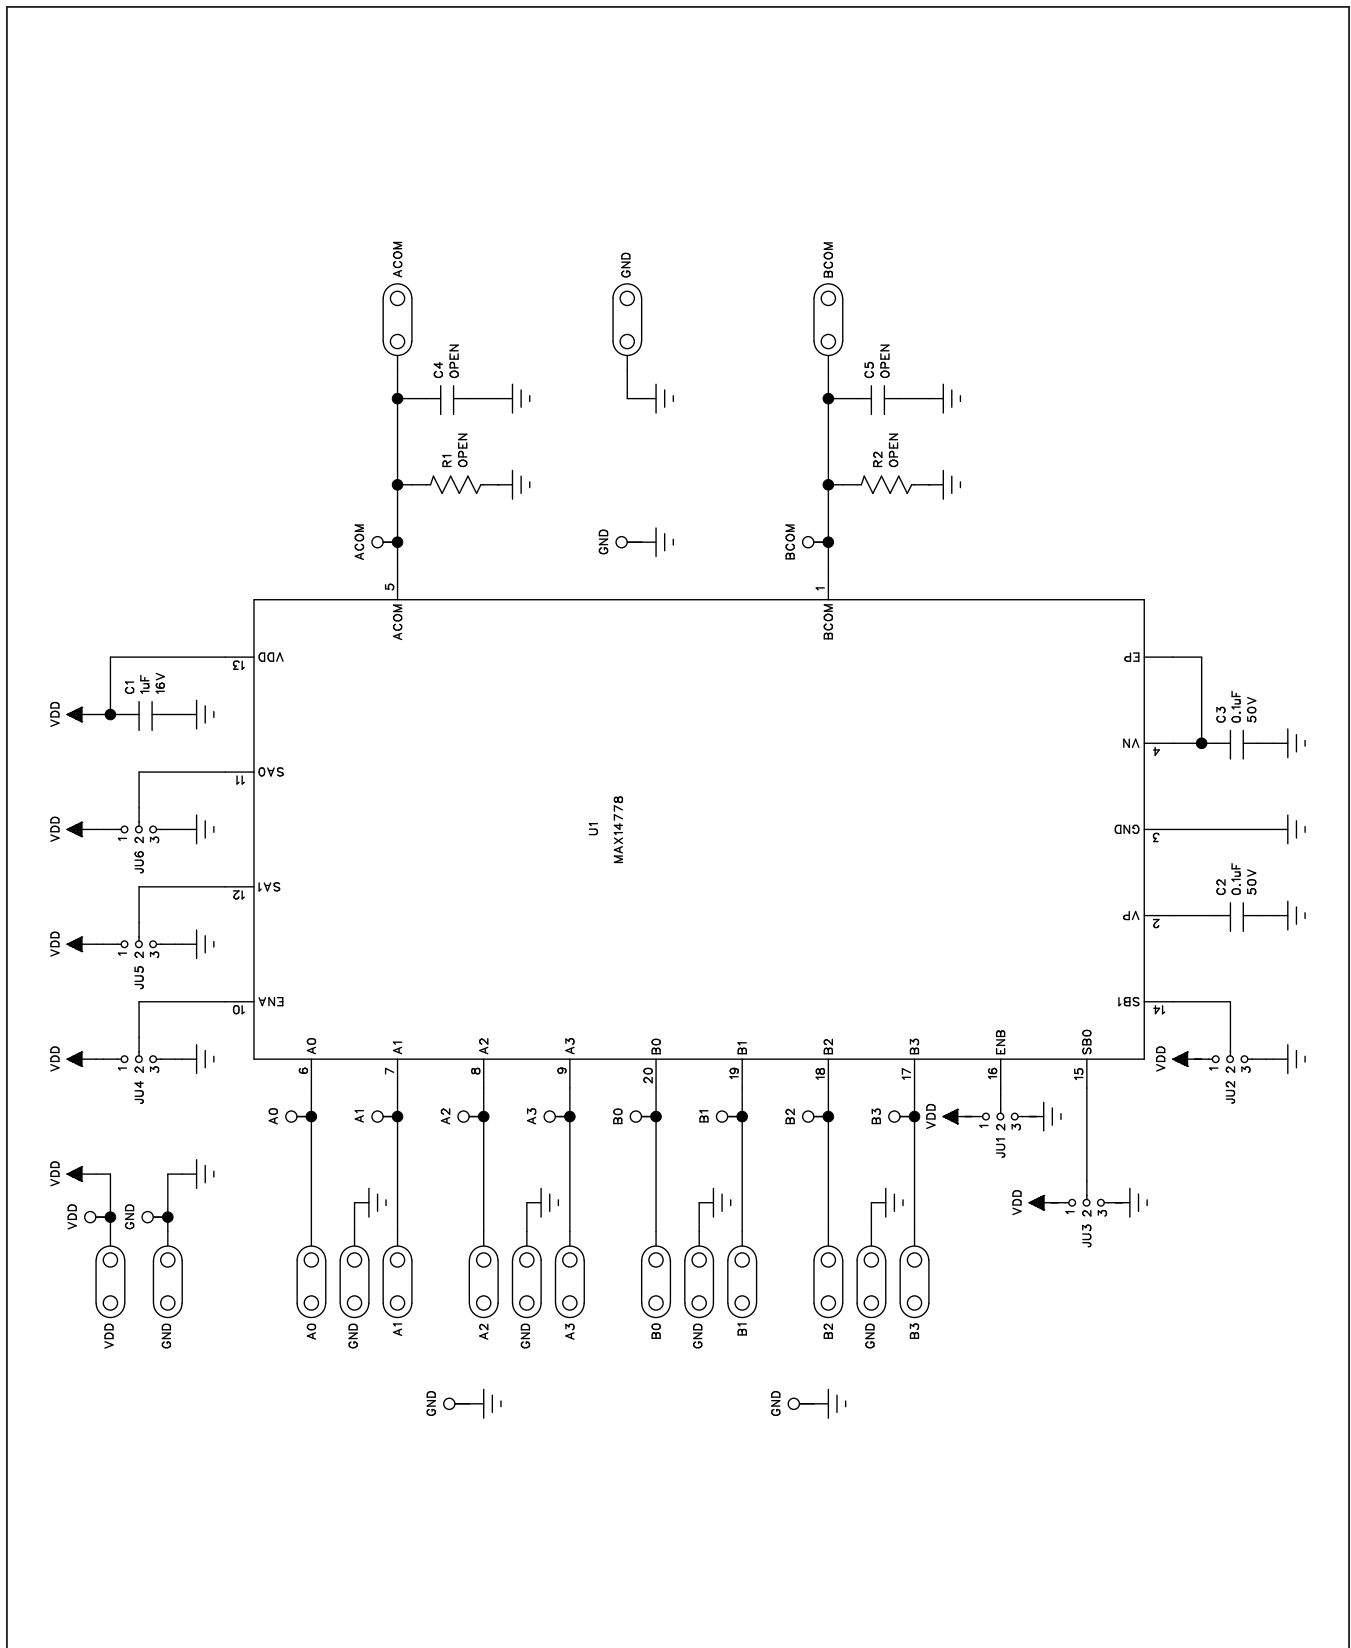 ACOM
C4
OPEN
R1
OPEN
ACOM
5
ACOM
GND
GND
BCOM
C5
OPEN
R2
OPEN
BCOM
1
BCOM
VDD
C1
1uF
16V
13
VDD
VDD
1
2
3
JU6
11
SA0
VDD
1
2
3
JU5
12
SA1
VDD
1
2
3
JU4
10
ENA
U1
MAX14778
EP
VN
4
C3
0.1uF
50V
GND
3
VP
2
C2
0.1uF
50V
SB1
14
VDD
1
2
3
JU2
A0
6
A0
A1
7
A1
A2
8
A2
A3
9
A3
B0
20
B0
B1
19
B1
B2
18
B2
B3
17
B3
ENB
16
VDD
1
2
3
JU1
SB0
15
VDD
1
2
3
JU3
VDD
VDD
GND
VDD
GND
A0
GND
A1
A2
GND
A3
B0
GND
B1
B2
GND
B3
GND
GND